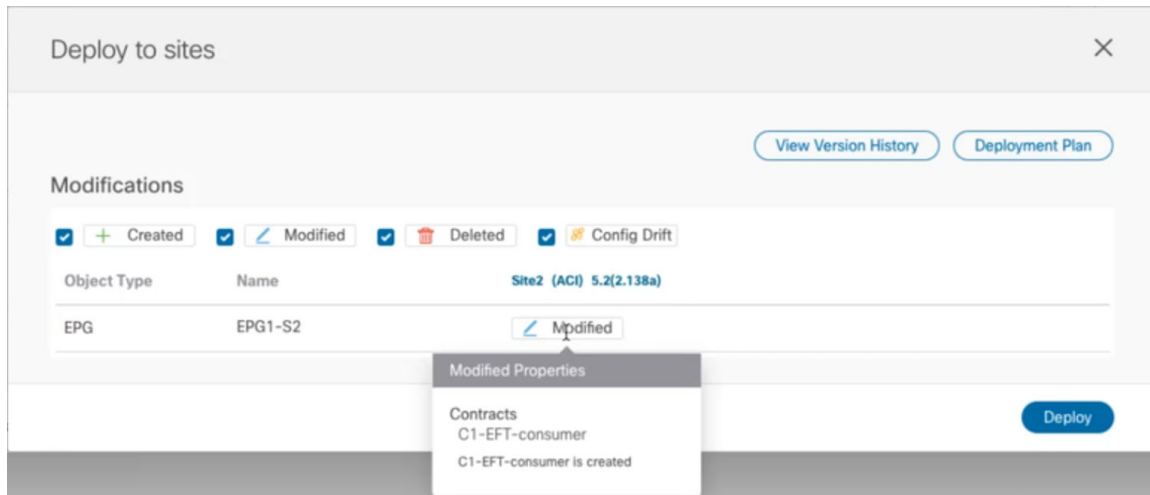 Deploy to sites
View Version History Deployment Plan
Modifications
Created Modified Deleted Config Drift
Object Type Name Site2 (ACI) 5.2(2.138a)
EPG EPG1-S2 Modified
Modified Properties
Contracts
C1-EFT-consumer
C1-EFT-consumer is created
Deploy